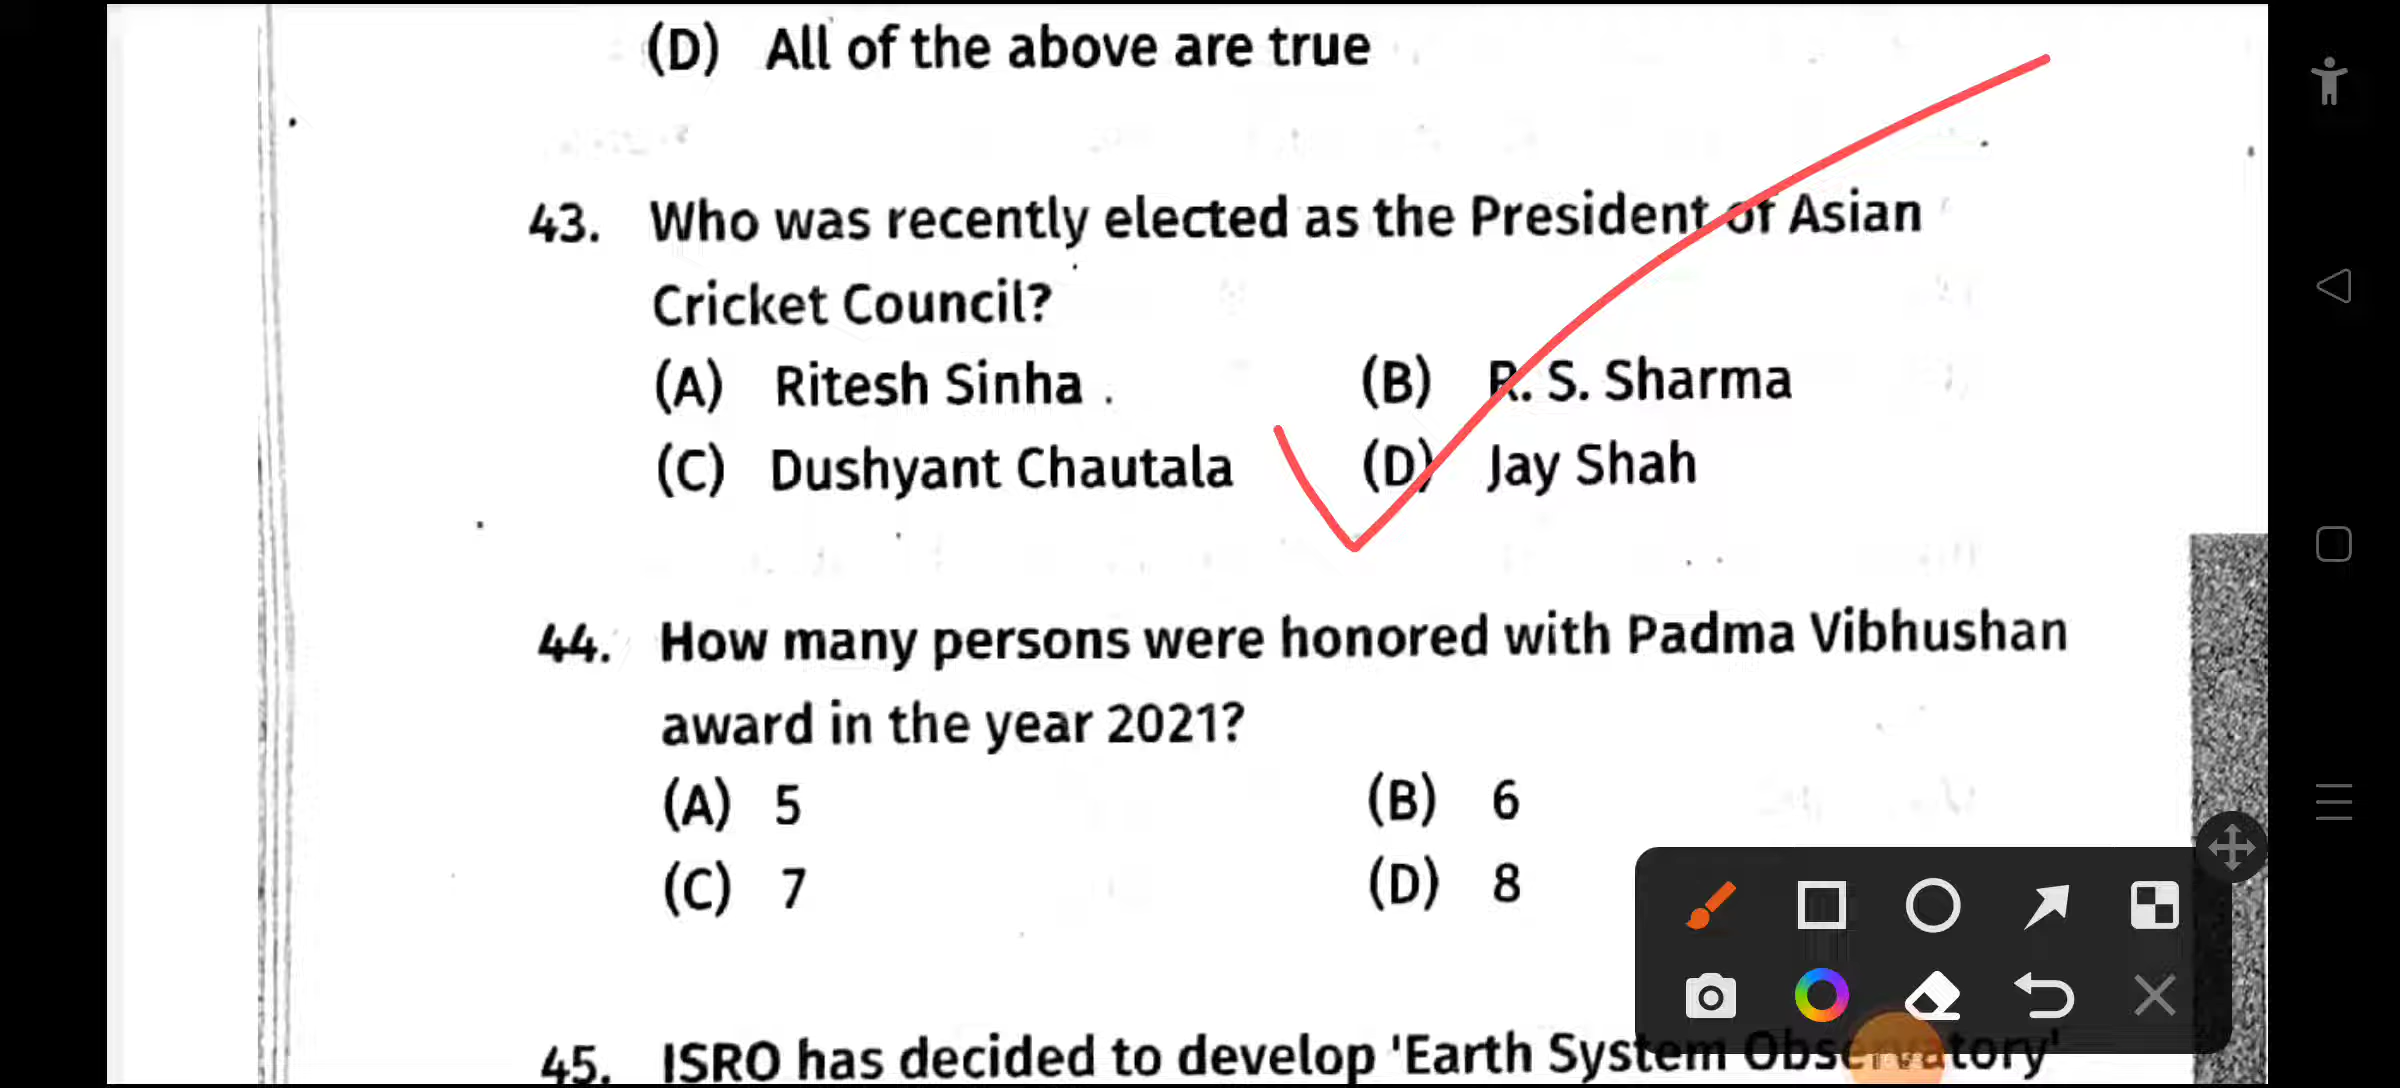 (D) All of the above are true
43. Who was recently elected as the President of Asian
Cricket Council?
(A) Ritesh Sinha (B) R. S. Sharma
(C) Dushyant Chautala (D) Jay Shah
44. How many persons were honored with Padma Vibhushan
award in the year 2021?
(A) 5 (B) 6
(C) 7 (D) 8
45. ISRO has decided to develop 'Earth System Observatory'